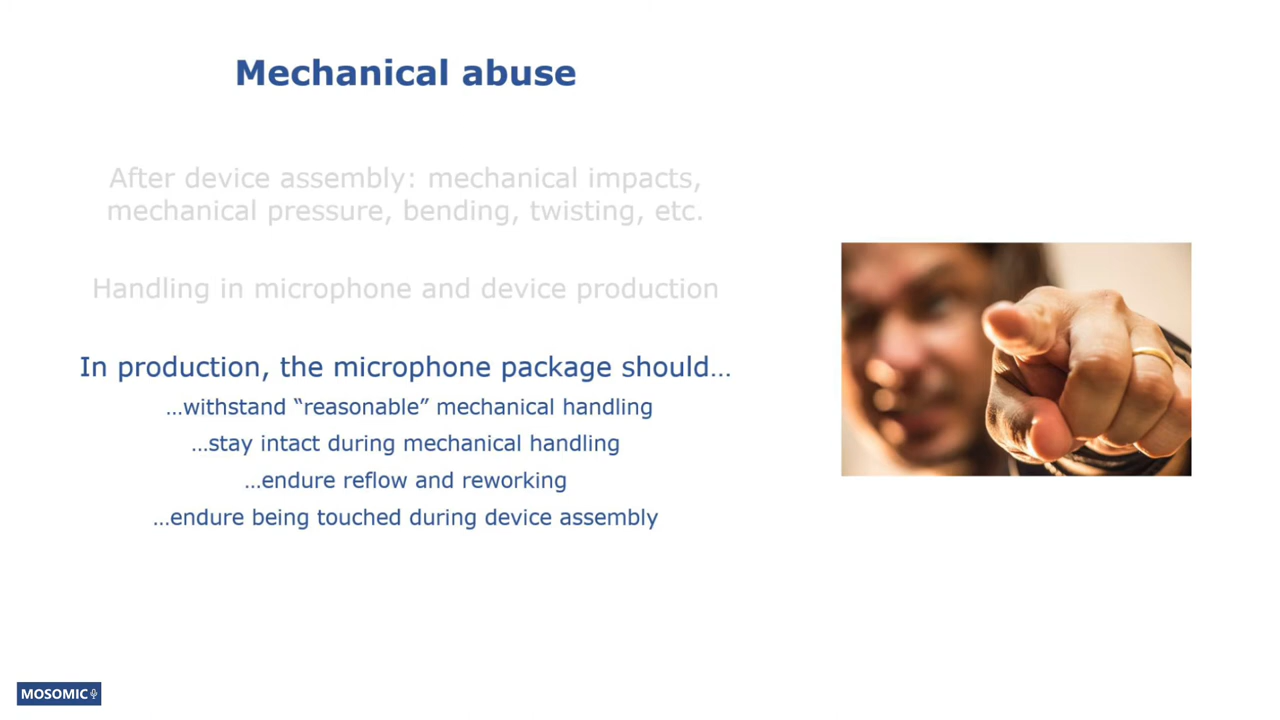 Mechanical abuse
After device assembly: mechanical impacts,
mechanical pressure, bending, twisting, etc.
Handling in microphone and device production
In production, the microphone package should…
…withstand “reasonable” mechanical handling
…stay intact during mechanical handling
…endure reflow and reworking
…endure being touched during device assembly
MOSOMIC